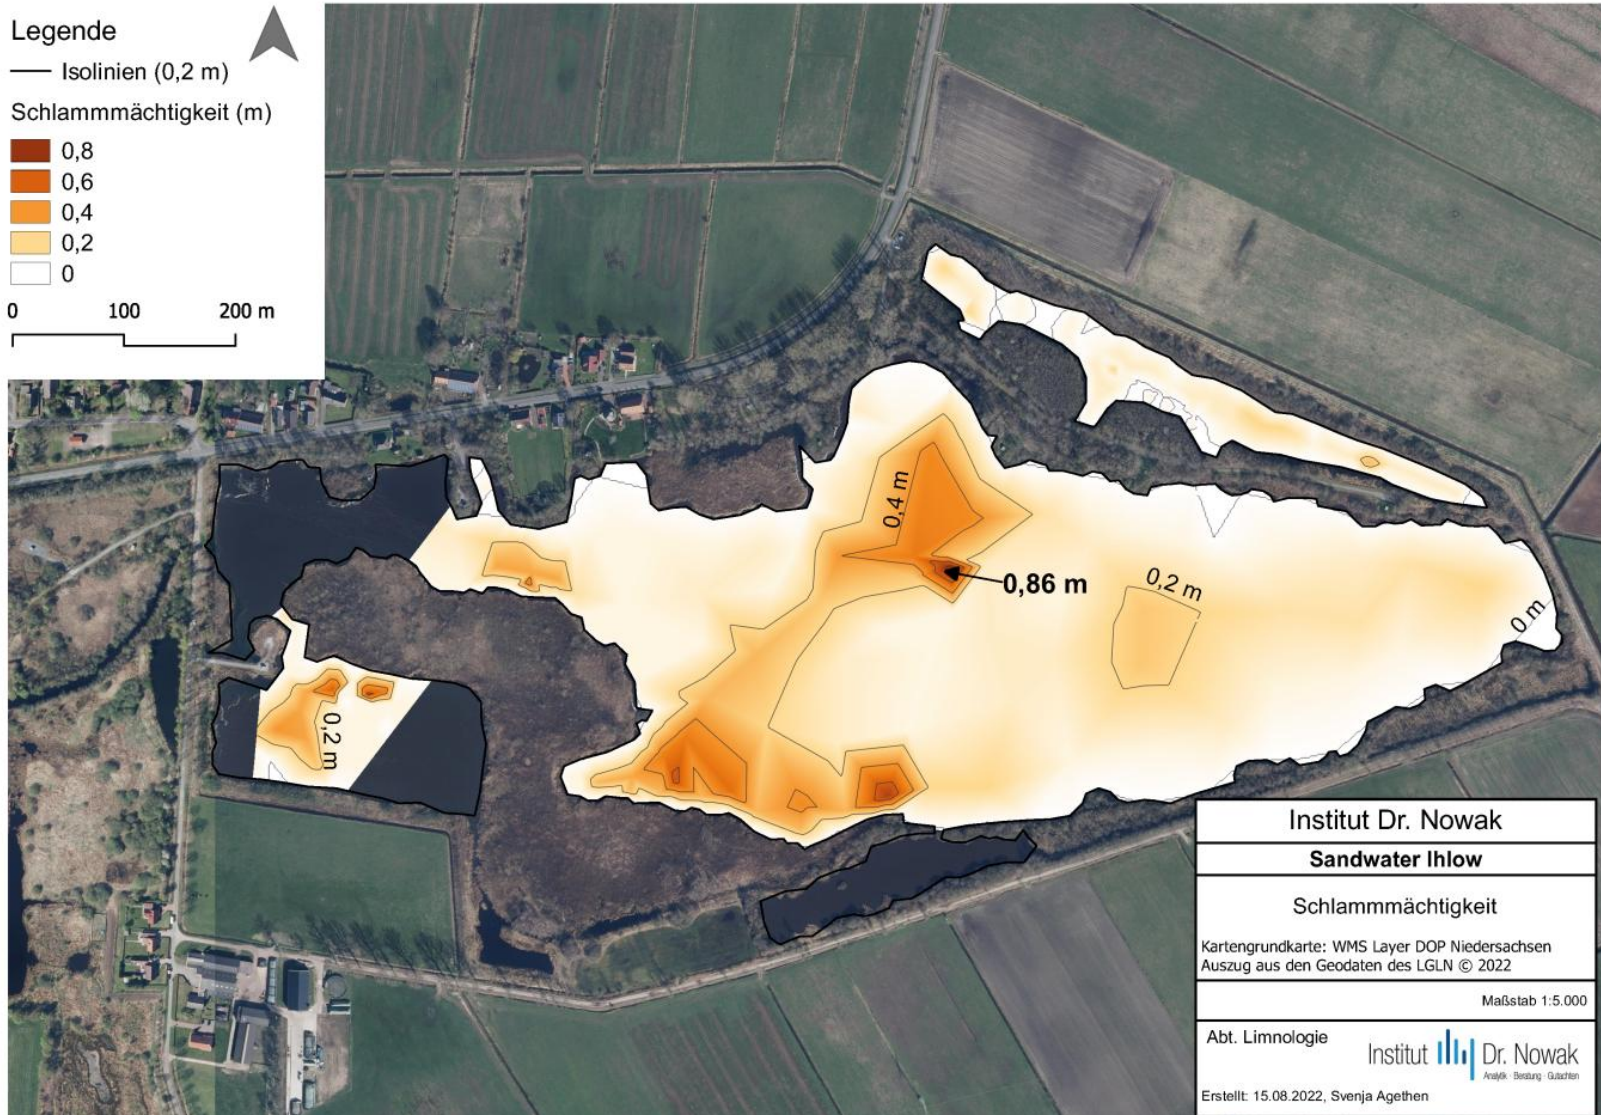 Legende
Isolinien (0,2 m)
Schlammmächtigkeit (m)
0,8
0,6
0,4
0,2
0
0 100 200 m
0,4 m
0,86 m
0,2 m
0 m
0,2 m
Institut Dr. Nowak
Sandwater Ihlow
Schlammmächtigkeit
Kartengrundkarte: WMS Layer DOP Niedersachsen
Auszug aus den Geodaten des LGLN © 2022
Maßstab 1:5.000
Abt. Limnologie
Institut Dr. Nowak
Analytik · Beratung · Gutachten
Erstellt: 15.08.2022, Svenja Agethen